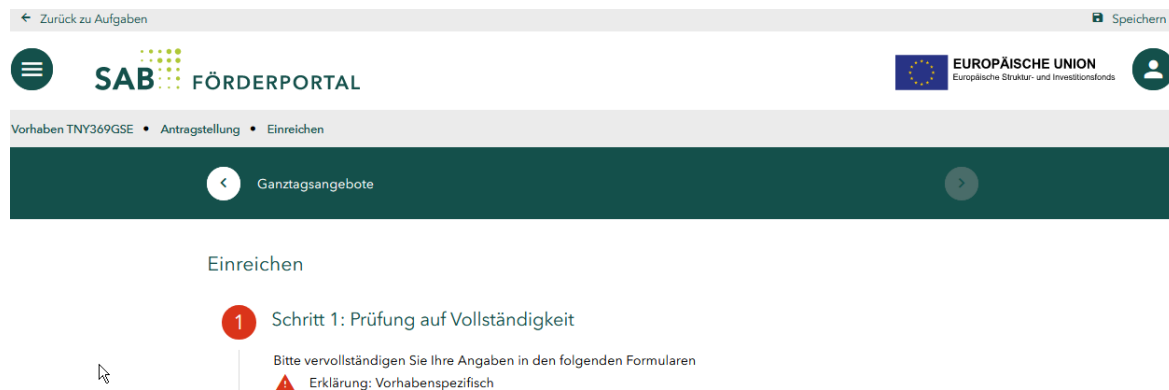 Zurück zu Aufgaben
Speichern
SAB FÖRDERPORTAL
EUROPÄISCHE UNION
Europäische Struktur- und Investitionsfonds
Vorhaben TNY369GSE • Antragstellung • Einreichen
Ganztagsangebote
Einreichen
1 Schritt 1: Prüfung auf Vollständigkeit
Bitte vervollständigen Sie Ihre Angaben in den folgenden Formularen
Erklärung: Vorhabenspezifisch